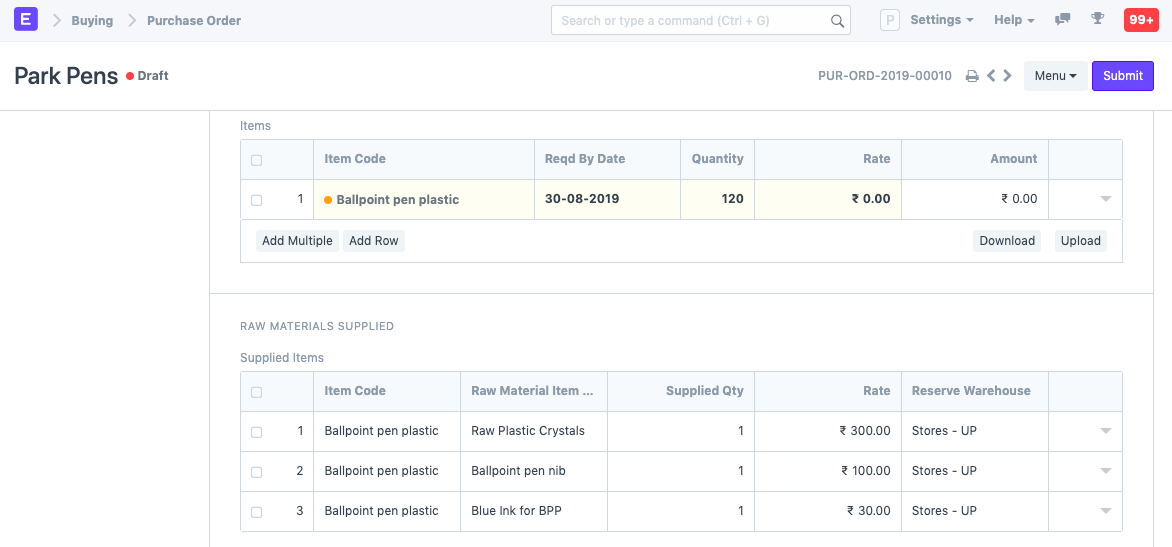 E Buying Purchase Order Search or type a command (Ctrl + G) P Settings Help 99+
Park Pens Draft PUR-ORD-2019-00010 Menu Submit
Items
Item Code Reqd By Date Quantity Rate Amount
1 Ballpoint pen plastic 30-08-2019 120 ₹ 0.00 ₹ 0.00
Add Multiple Add Row Download Upload
RAW MATERIALS SUPPLIED
Supplied Items
Item Code Raw Material Item ... Supplied Qty Rate Reserve Warehouse
1 Ballpoint pen plastic Raw Plastic Crystals 1 ₹ 300.00 Stores - UP
2 Ballpoint pen plastic Ballpoint pen nib 1 ₹ 100.00 Stores - UP
3 Ballpoint pen plastic Blue Ink for BPP 1 ₹ 30.00 Stores - UP